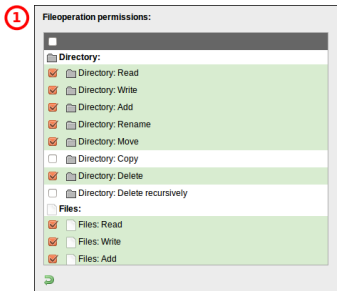 1
Fileoperation permissions:
Directory:
Directory: Read
Directory: Write
Directory: Add
Directory: Rename
Directory: Move
Directory: Copy
Directory: Delete
Directory: Delete recursively
Files:
Files: Read
Files: Write
Files: Add